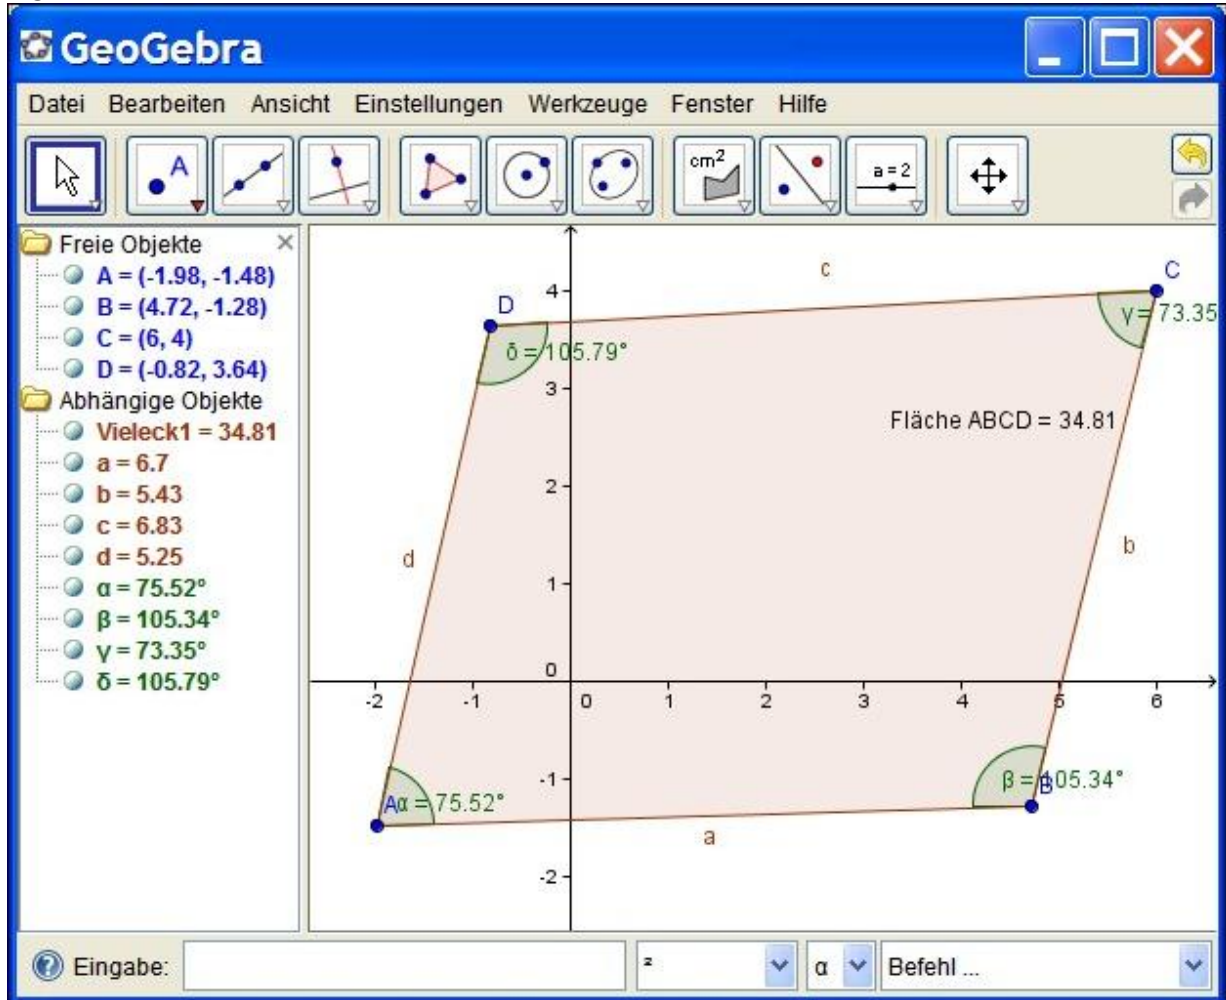 GeoGebra
Datei Bearbeiten Ansicht Einstellungen Werkzeuge Fenster Hilfe
A cm² a = 2
Freie Objekte
A = (-1.98, -1.48)
B = (4.72, -1.28)
C = (6, 4)
D = (-0.82, 3.64)
Abhängige Objekte
Vieleck1 = 34.81
a = 6.7
b = 5.43
c = 6.83
d = 5.25
α = 75.52°
β = 105.34°
γ = 73.35°
δ = 105.79°
c
C
4
D
γ = 73.35
δ = 105.79°
3
Fläche ABCD = 34.81
2
d
b
1
0
-2 -1 0 1 2 3 4 5 6
-1
β = 105.34°
B
A
α = 75.52°
a
-2
Eingabe: ² α Befehl ...